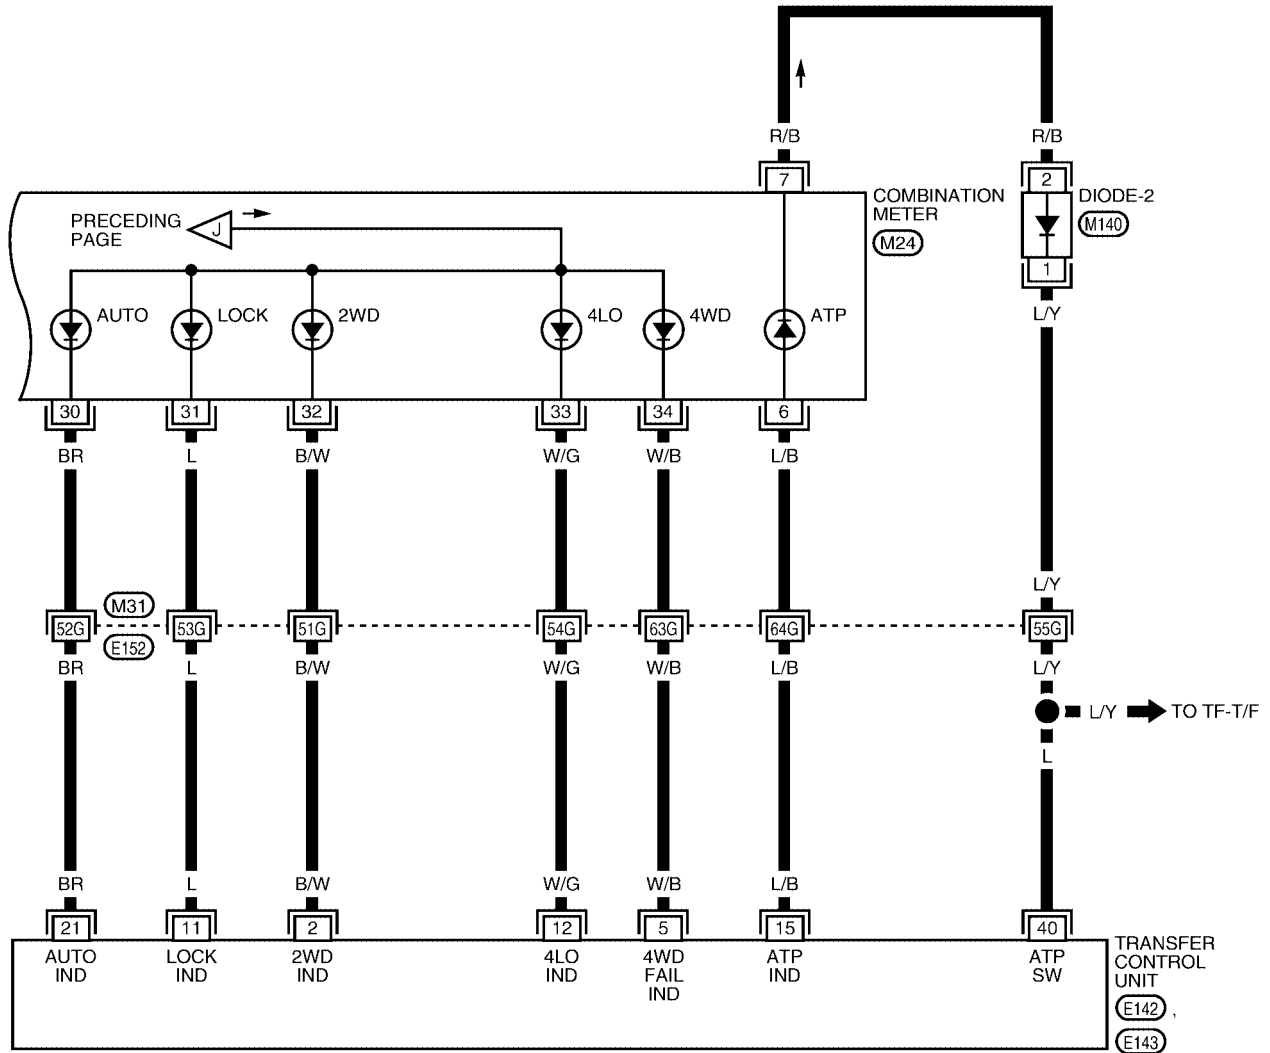 R/B
R/B
7
2
COMBINATION
METER
M24
DIODE-2
M140
PRECEDING
PAGE
J
1
AUTO
LOCK
2WD
4LO
4WD
ATP
L/Y
30
31
32
33
34
6
BR
L
B/W
W/G
W/B
L/B
L/Y
M31
52G
53G
51G
54G
63G
64G
55G
E152
BR
L
B/W
W/G
W/B
L/B
L/Y
L/Y
TO TF-T/F
L
BR
L
B/W
W/G
W/B
L/B
21
11
2
12
5
15
40
AUTO
IND
LOCK
IND
2WD
IND
4LO
IND
4WD
FAIL
IND
ATP
IND
ATP
SW
TRANSFER
CONTROL
UNIT
E142 ,
E143